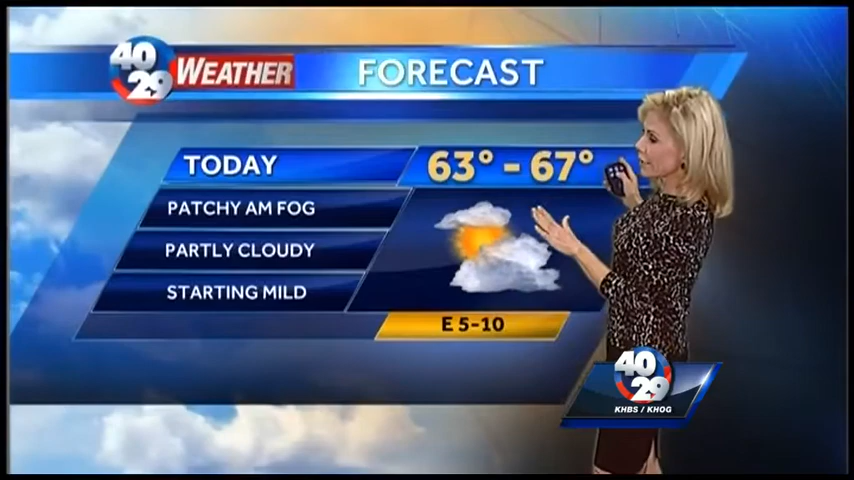 40 29 WEATHER FORECAST
TODAY 63° - 67°
PATCHY AM FOG
PARTLY CLOUDY
STARTING MILD
E 5-10
40 29
KHBS / KHOG